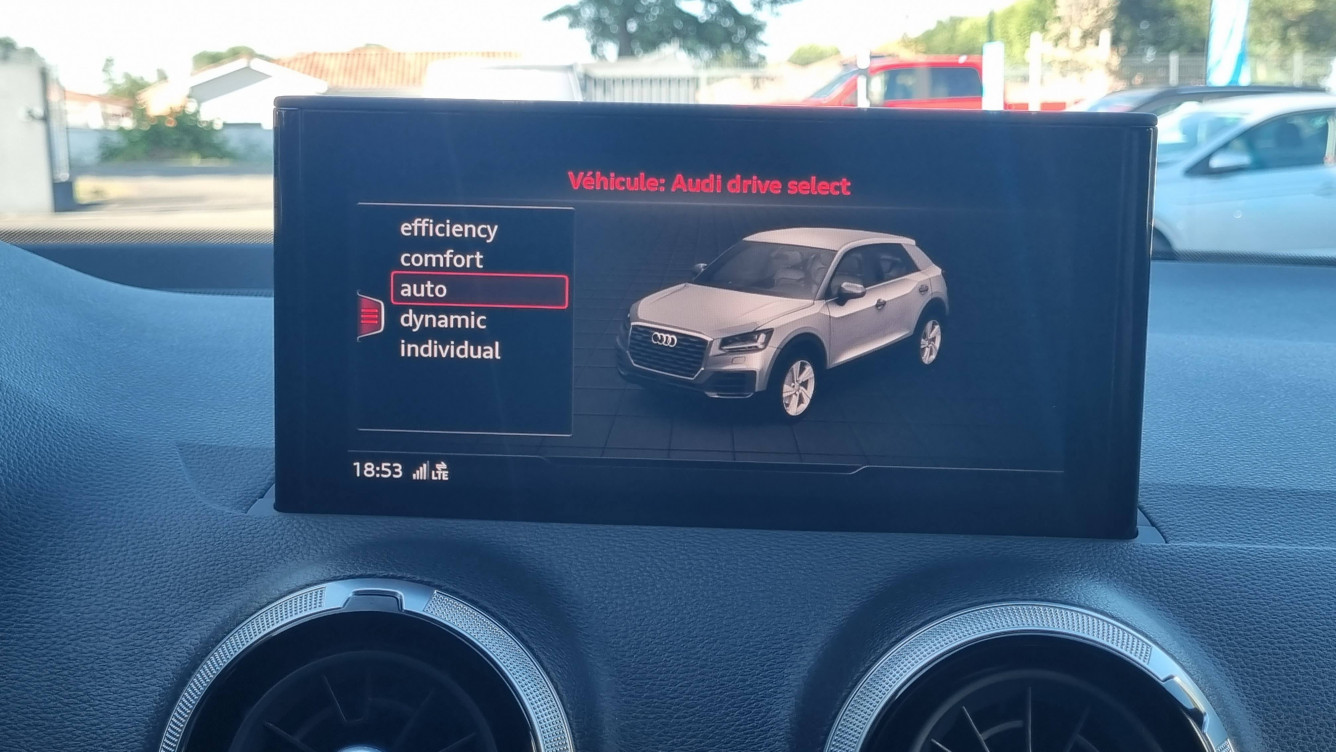 Véhicule: Audi drive select
efficiency
comfort
auto
dynamic
individual
18:53 LTE